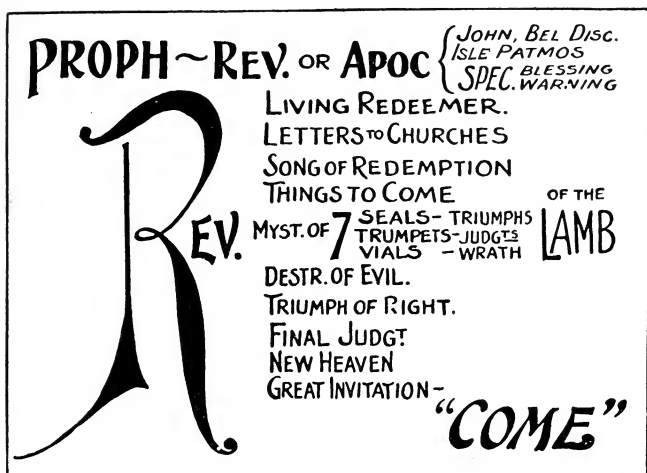 PROPH~REV. OR APOC
JOHN, BEL DISC.
ISLE PATMOS
SPEC. BLESSING
WARNING
REV.
LIVING REDEEMER.
LETTERS TO CHURCHES
SONG OF REDEMPTION
THINGS TO COME
MYST. OF 7
SEALS - TRIUMPHS
TRUMPETS - JUDGTS
VIALS - WRATH
OF THE
LAMB
DESTR. OF EVIL.
TRIUMPH OF RIGHT.
FINAL JUDGT
NEW HEAVEN
GREAT INVITATION -
"COME"